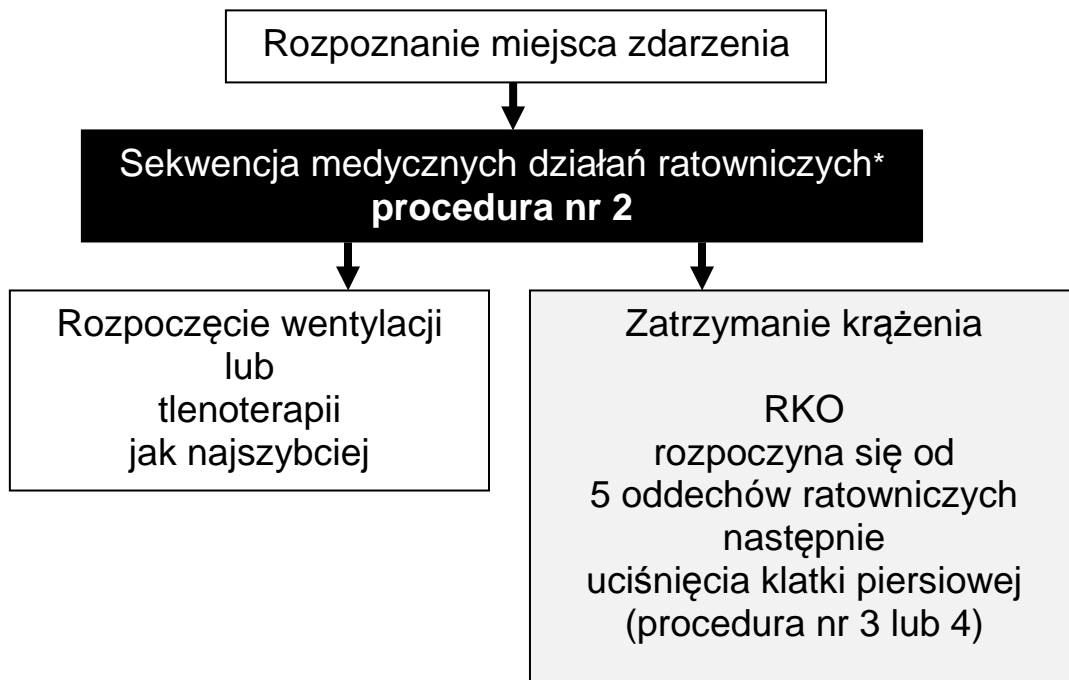 Rozpoznanie miejsca zdarzenia
Sekwencja medycznych działań ratowniczych*
procedura nr 2
Rozpoczęcie wentylacji
lub
tlenoterapii
jak najszybciej
Zatrzymanie krążenia
RKO
rozpoczyna się od
5 oddechów ratowniczych
następnie
uciśnięcia klatki piersiowej
(procedura nr 3 lub 4)